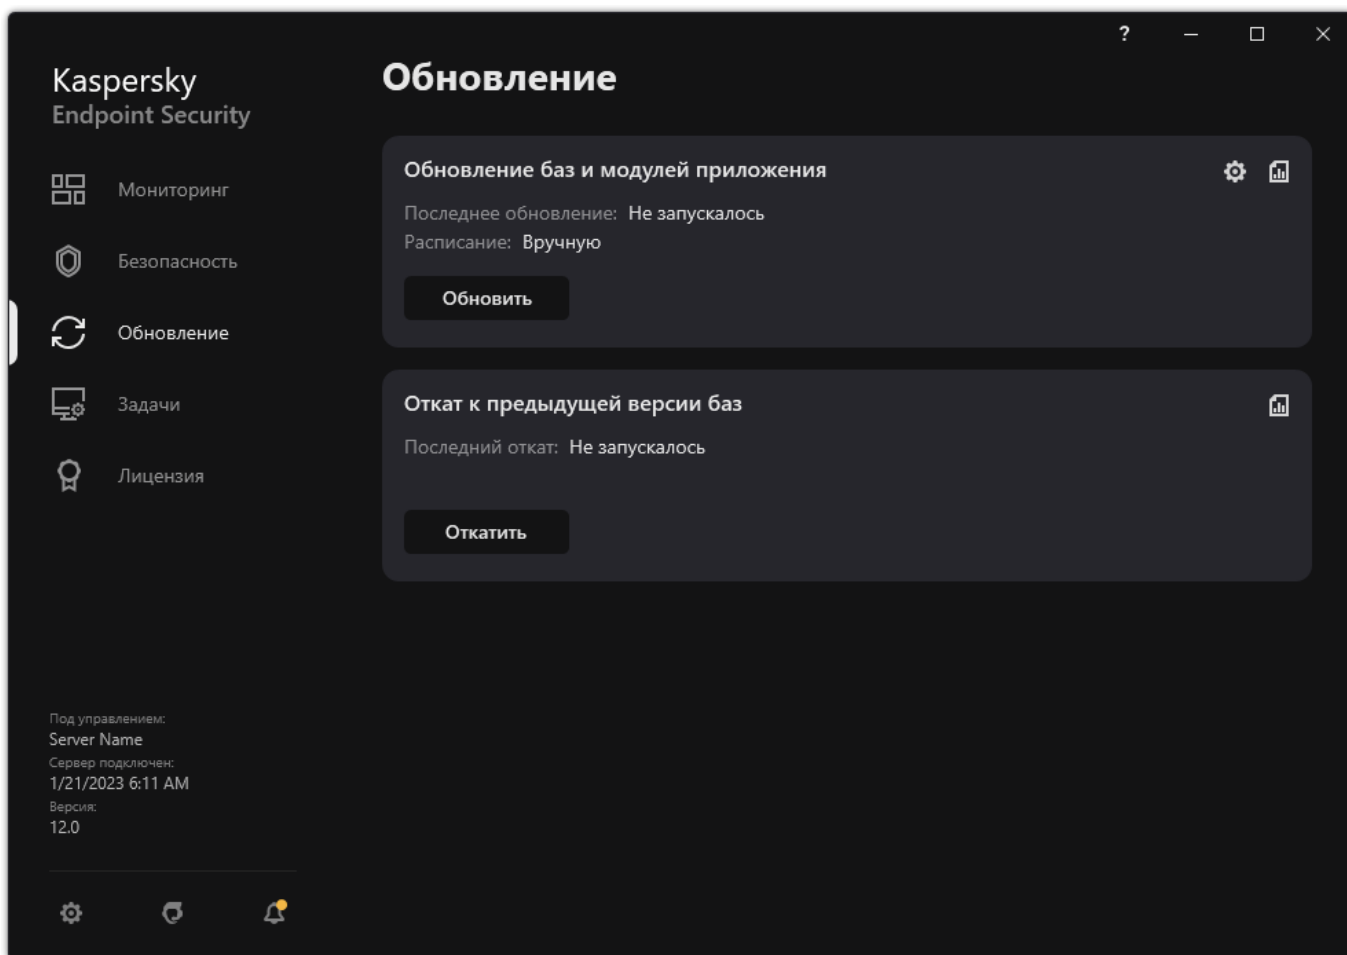 ?
Kaspersky
Endpoint Security
Обновление
Мониторинг
Безопасность
Обновление
Задачи
Лицензия
Обновление баз и модулей приложения
Последнее обновление: Не запускалось
Расписание: Вручную
Обновить
Откат к предыдущей версии баз
Последний откат: Не запускалось
Откатить
Под управлением:
Server Name
Сервер подключен:
1/21/2023 6:11 AM
Версия:
12.0